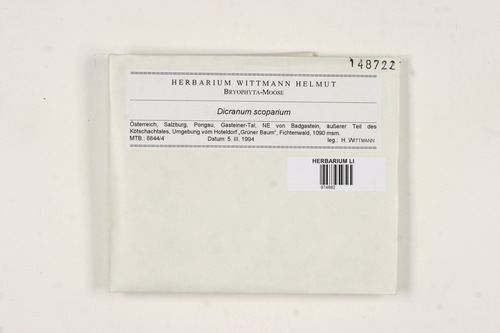 148722
HERBARIUM WITTMANN HELMUT
BRYOPHYTA-MOOSE
Dicranum scoparium
Österreich, Salzburg, Pongau, Gasteiner-Tal, NE von Badgastein, äußerer Teil des
Kötschachtales, Umgebung vom Hoteldorf „Grüner Baum“, Fichtenwald, 1090 msm.
MTB.: 8844/4 Datum: 5. III. 1994 leg.: H. WITTMANN
HERBARIUM LI
974882